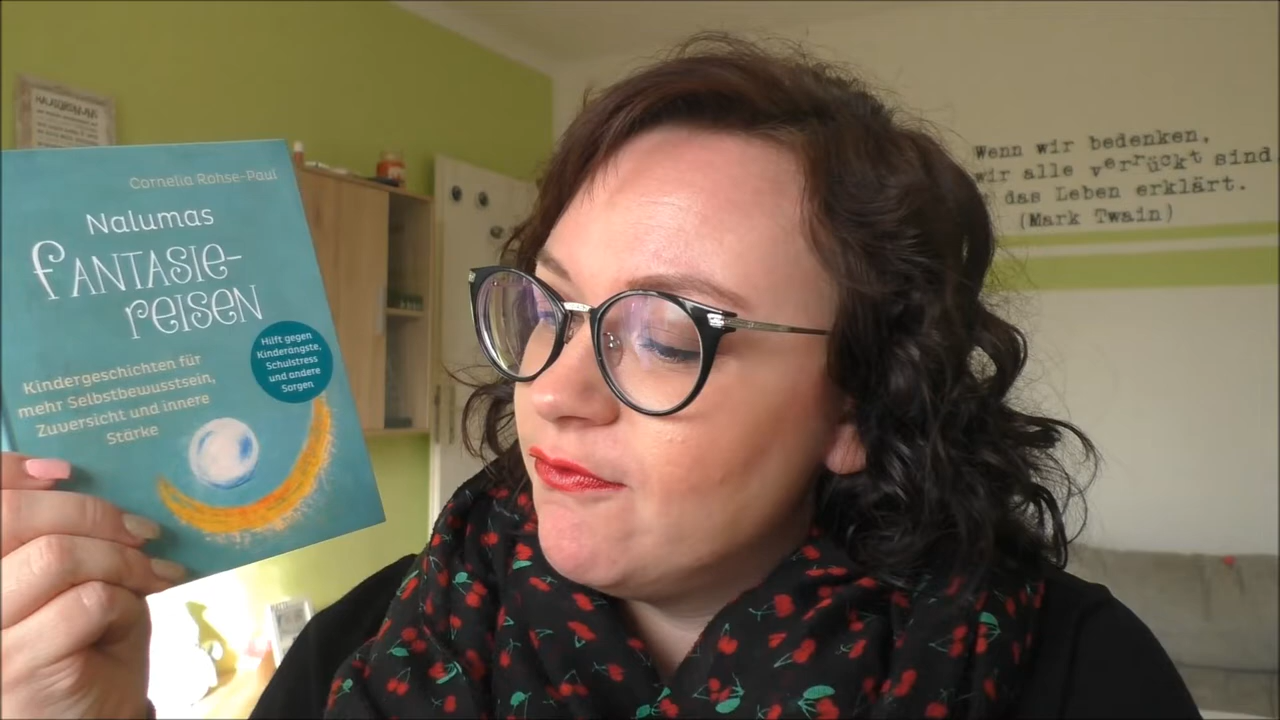 Cornelia Rohse-Paul
Nalumas
FANTASIE-
REISEN
Hilft gegen
Kinderängste,
Schulstress
und andere
Sorgen
Kindergeschichten für
mehr Selbstbewusstsein,
Zuversicht und innere
Stärke
Wenn wir bedenken,
wir alle verrückt sind
das Leben erklärt.
(Mark Twain)
HAUSORDNUNG